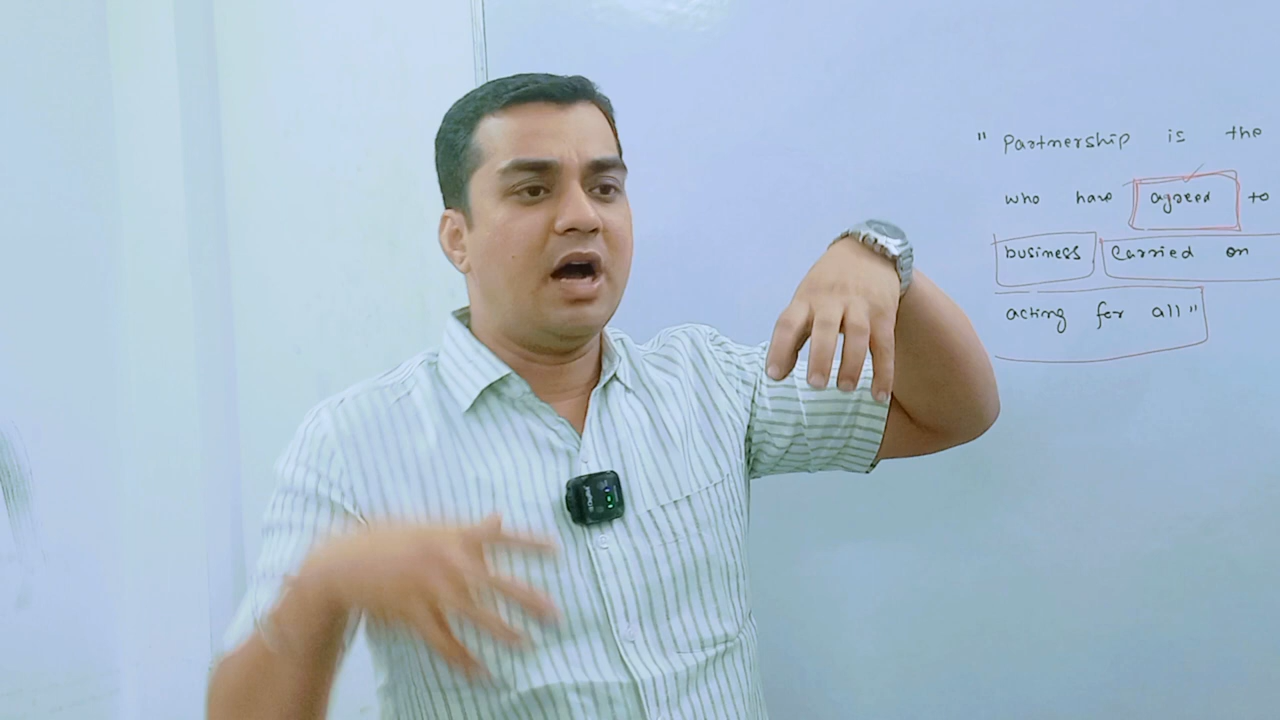 " Partnership is the
who have agreed to
business carried on
acting for all"